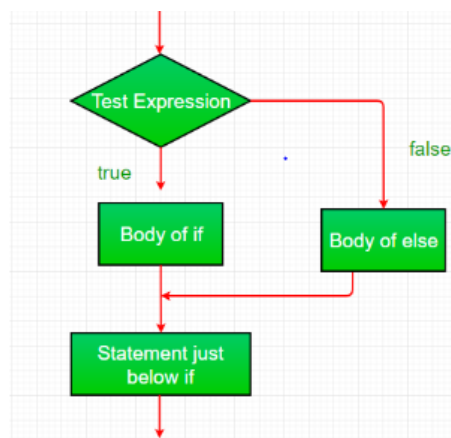 Test Expression
true
false
Body of if
Body of else
Statement just
below if